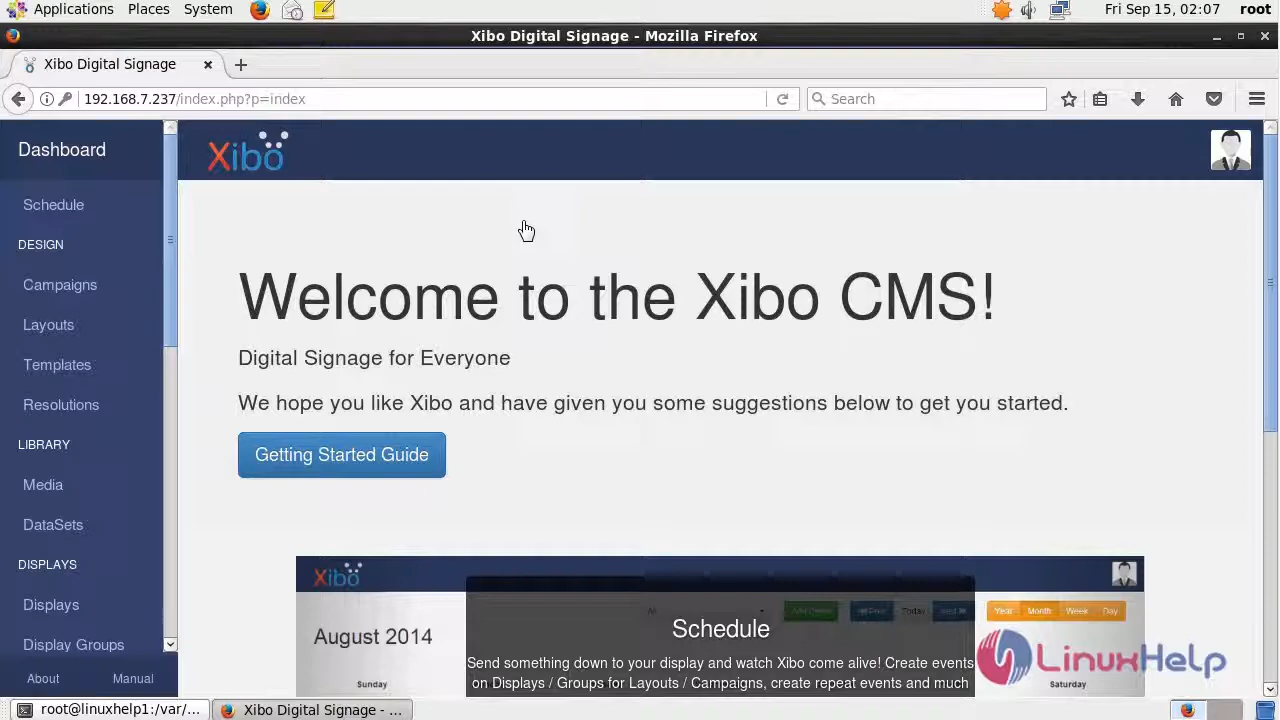 Applications Places System Fri Sep 15, 02:07 root
Xibo Digital Signage - Mozilla Firefox
Xibo Digital Signage
192.168.7.237/index.php?p=index Search
Dashboard
Xibo
Schedule
DESIGN
Campaigns
Layouts
Templates
Resolutions
LIBRARY
Media
DataSets
DISPLAYS
Displays
Display Groups
About Manual
Welcome to the Xibo CMS!
Digital Signage for Everyone
We hope you like Xibo and have given you some suggestions below to get you started.
Getting Started Guide
Xibo
All Today Year Month Week Day
August 2014
Schedule
Send something down to your display and watch Xibo come alive! Create events
on Displays / Groups for Layouts / Campaigns, create repeat events and much
Sunday Saturday
LinuxHelp
root@linuxhelp1:/var/... Xibo Digital Signage - ...